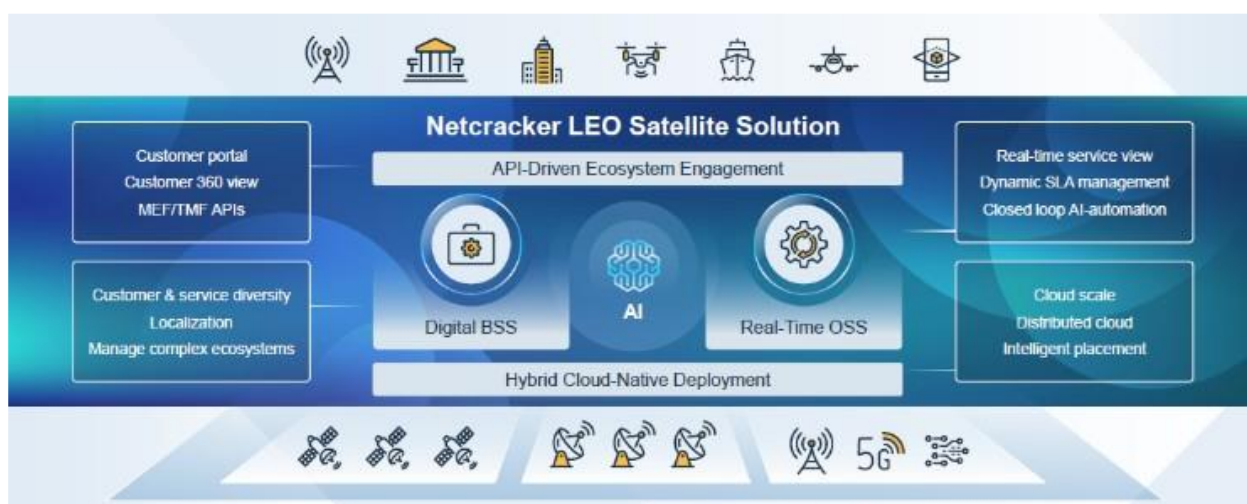 Netcracker LEO Satellite Solution
API-Driven Ecosystem Engagement
Customer portal
Customer 360 view
MEF/TMF APIs
Customer & service diversity
Localization
Manage complex ecosystems
Digital BSS
AI
Real-Time OSS
Hybrid Cloud-Native Deployment
Real-time service view
Dynamic SLA management
Closed loop AI-automation
Cloud scale
Distributed cloud
Intelligent placement
5G